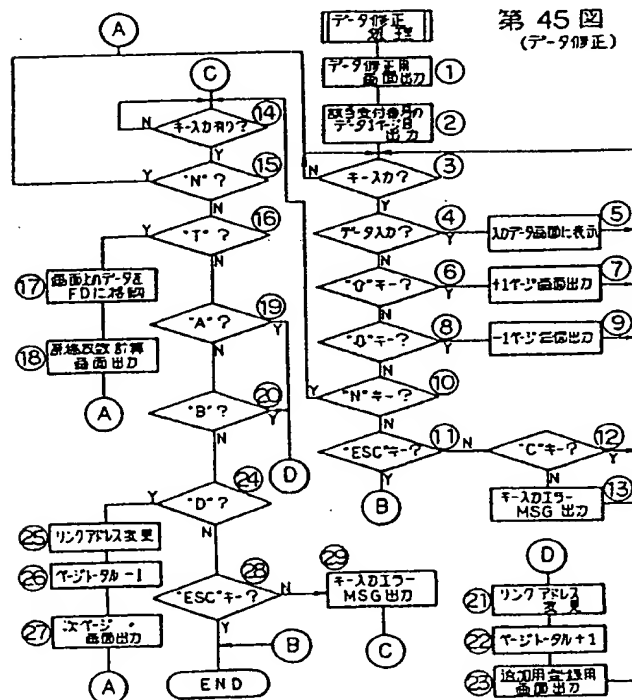 第 45 図
(データ修正)
データ修正
処理
データ修正用
画面出力
①
該当受付番号の
データ1ページ目
出力
②
キー入力?
③
N
Y
データ入力?
④
Y
N
入力データ画面に表示
⑤
⑥
Y
N
+1ページ画面出力
⑦
⑧
Y
N
-1ページ画面出力
⑨
"N"キー?
⑩
Y
N
"ESC"キー?
⑪
N
Y
B
"C"キー?
⑫
Y
N
キー入力エラー
MSG 出力
⑬
A
C
キー入力有り?
⑭
N
Y
"N"?
⑮
Y
N
"T"?
⑯
Y
N
画面上のデータを
FDに格納
⑰
計算
画面出力
⑱
A
"A"?
⑲
Y
N
"B"?
⑳
Y
N
D
"D"?
㉔
Y
N
リンクアドレス変更
㉕
ページトータル-1
㉖
次ページ
画面出力
㉗
A
"ESC"キー?
㉘
N
Y
キー入力エラー
MSG出力
㉙
C
B
END
D
リンクアドレス
変更
㉑
ページトータル+1
㉒
追加用登録用
画面出力
㉓